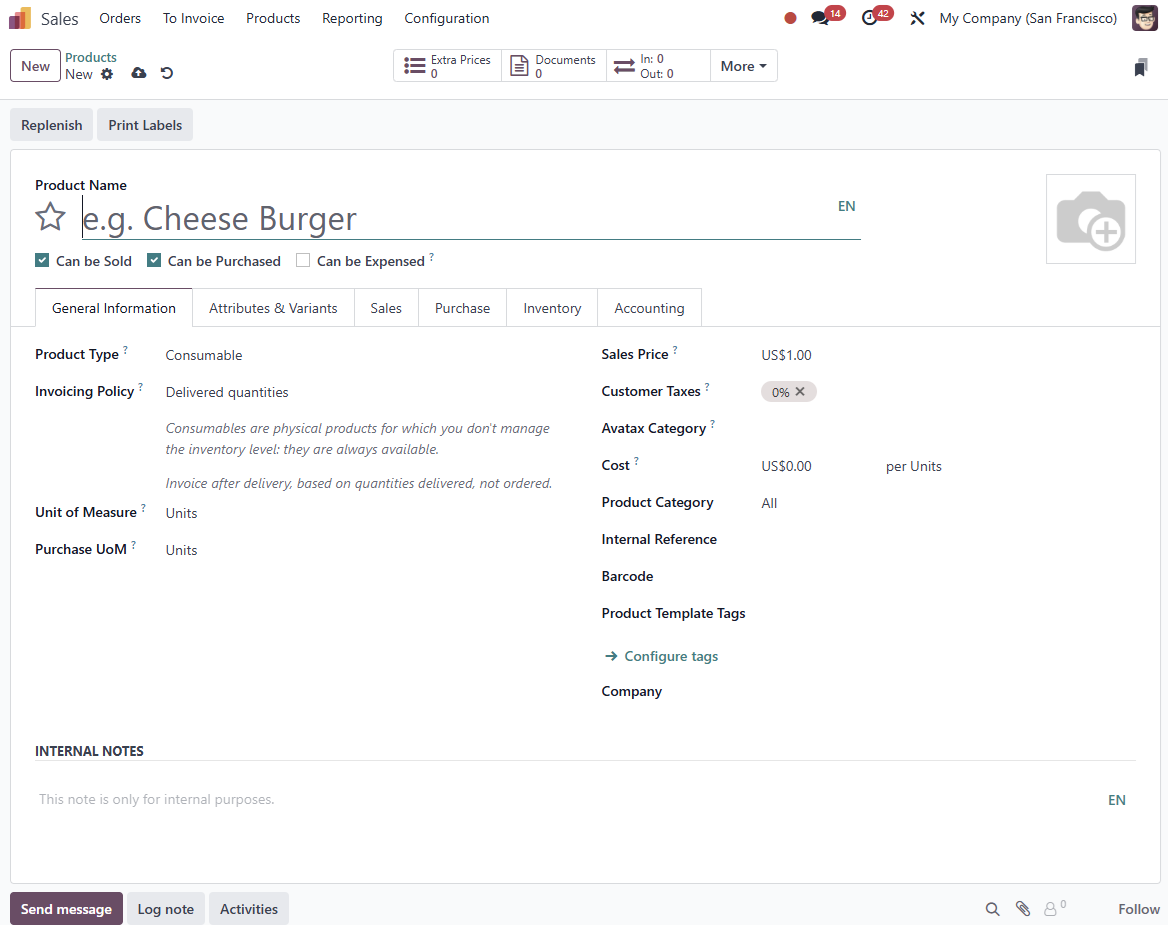 Sales Orders To Invoice Products Reporting Configuration 14 42 My Company (San Francisco)
New Products Extra Prices Documents In: 0 More
New 0 0 Out: 0
Replenish Print Labels
Product Name
e.g. Cheese Burger EN
Can be Sold Can be Purchased Can be Expensed ?
General Information Attributes & Variants Sales Purchase Inventory Accounting
Product Type ? Consumable Sales Price ? US$1.00
Invoicing Policy ? Delivered quantities Customer Taxes ? 0% ✕
Consumables are physical products for which you don't manage Avatax Category ?
the inventory level: they are always available.
Cost ? US$0.00 per Units
Invoice after delivery, based on quantities delivered, not ordered.
Product Category All
Unit of Measure ? Units
Internal Reference
Purchase UoM ? Units
Barcode
Product Template Tags
→ Configure tags
Company
INTERNAL NOTES
This note is only for internal purposes. EN
Send message Log note Activities 0 Follow